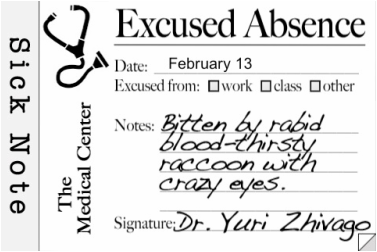 Sick Note
The
Medical Center
Excused Absence
Date: February 13
Excused from: work class other
Notes: Bitten by rabid
blood-thirsty
raccoon with
crazy eyes.
Signature: Dr. Yuri Zhivago